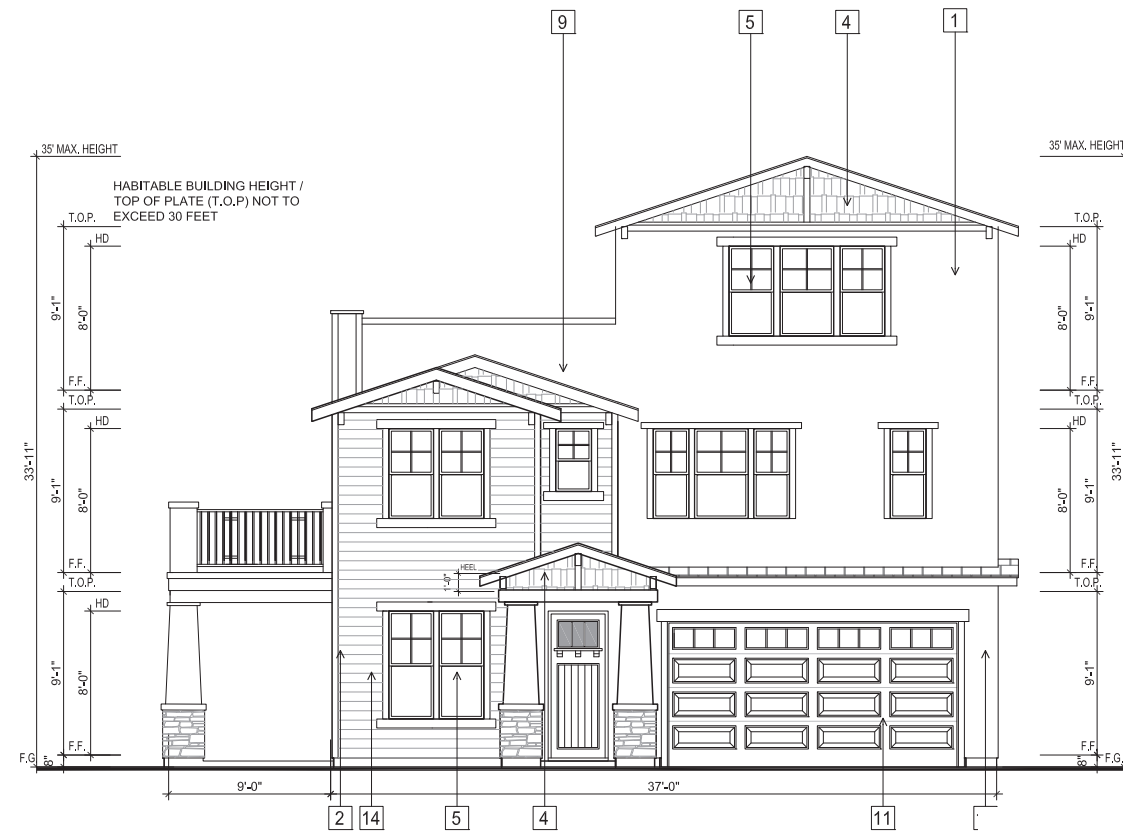 9
5
4
1
35' MAX. HEIGHT
35' MAX. HEIGHT
HABITABLE BUILDING HEIGHT /
TOP OF PLATE (T.O.P) NOT TO
EXCEED 30 FEET
T.O.P.
T.O.P.
HD
HD
9'-1"
8'-0"
8'-0"
9'-1"
F.F.
F.F.
T.O.P.
T.O.P.
HD
HD
33'-11"
9'-1"
8'-0"
8'-0"
9'-1"
33'-11"
F.F.
HEEL
1'-0"
F.F.
T.O.P.
T.O.P.
HD
HD
9'-1"
8'-0"
8'-0"
9'-1"
F.F.
F.F.
F.G.
8"
8"
F.G.
9'-0"
37'-0"
2
14
5
4
11